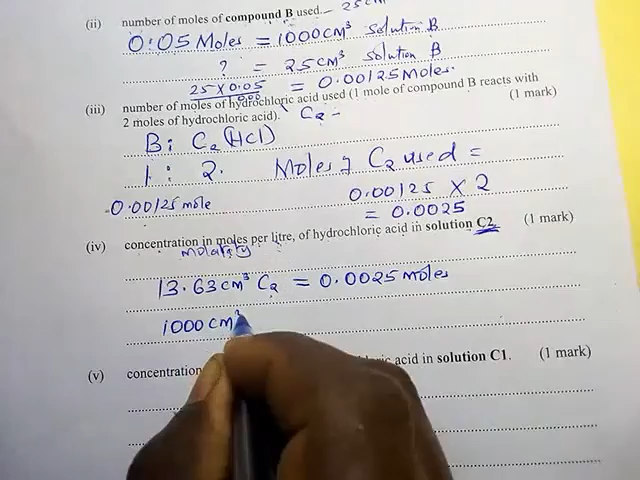 25cm³
(ii) number of moles of compound B used.
0.05 Moles = 1000cm³ solution B
? = 25cm³ solution B
25 X 0.05 = 0.00125 Moles.
(iii) number of moles of hydrochloric acid used (1 mole of compound B reacts with
2 moles of hydrochloric acid). C2 - (1 mark)
B : C2 (HCl)
1 : 2. Moles of C2 used =
0.00125 mole 0.00125 X 2
= 0.0025
(iv) concentration in moles per litre, of hydrochloric acid in solution C2. (1 mark)
molarity
13.63cm³ C2 = 0.0025 moles
1000 cm³
(v) concentration acid in solution C1. (1 mark)